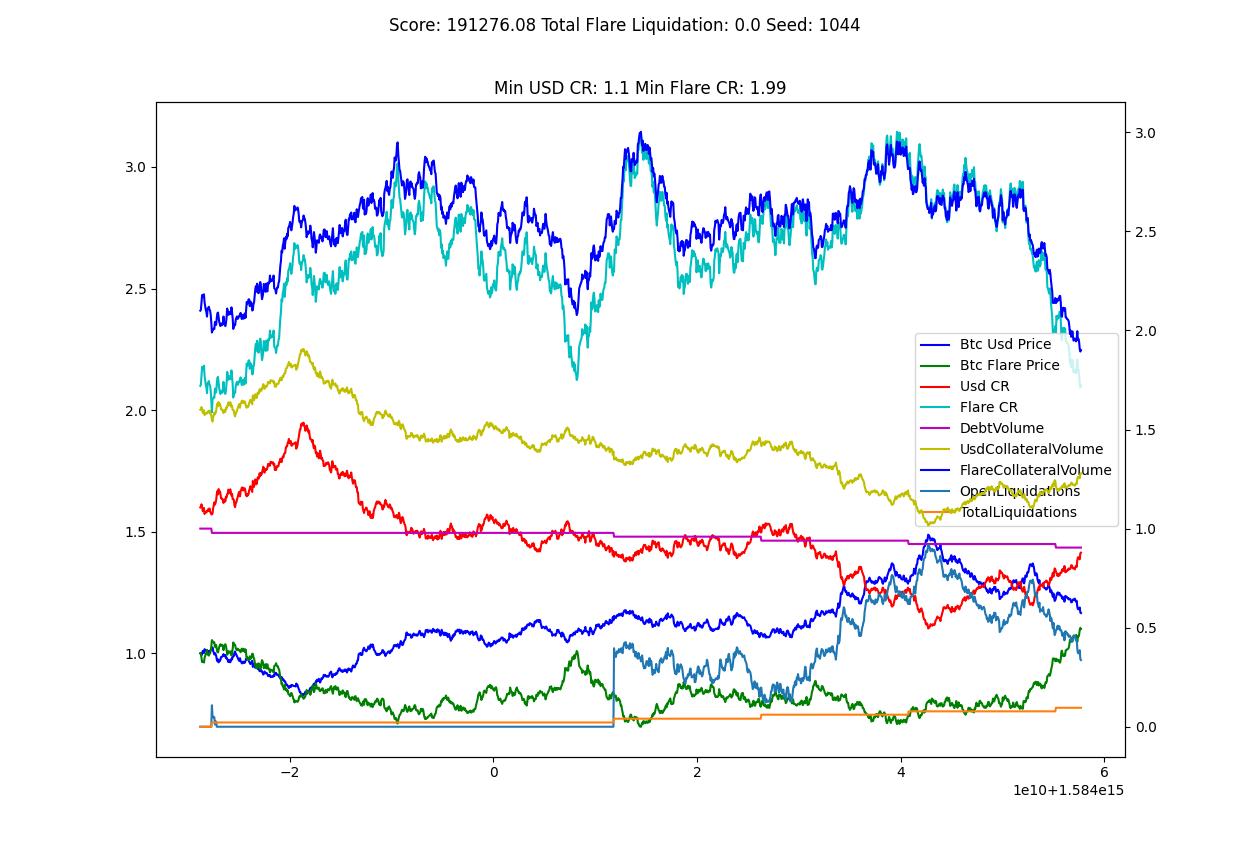 Score: 191276.08 Total Flare Liquidation: 0.0 Seed: 1044
Min USD CR: 1.1 Min Flare CR: 1.99
3.0
2.5
2.0
1.5
1.0
3.0
2.5
2.0
1.5
1.0
0.5
0.0
Btc Usd Price
Btc Flare Price
Usd CR
Flare CR
DebtVolume
UsdCollateralVolume
FlareCollateralVolume
OpenLiquidations
TotalLiquidations
−2 0 2 4 6
1e10+1.584e15